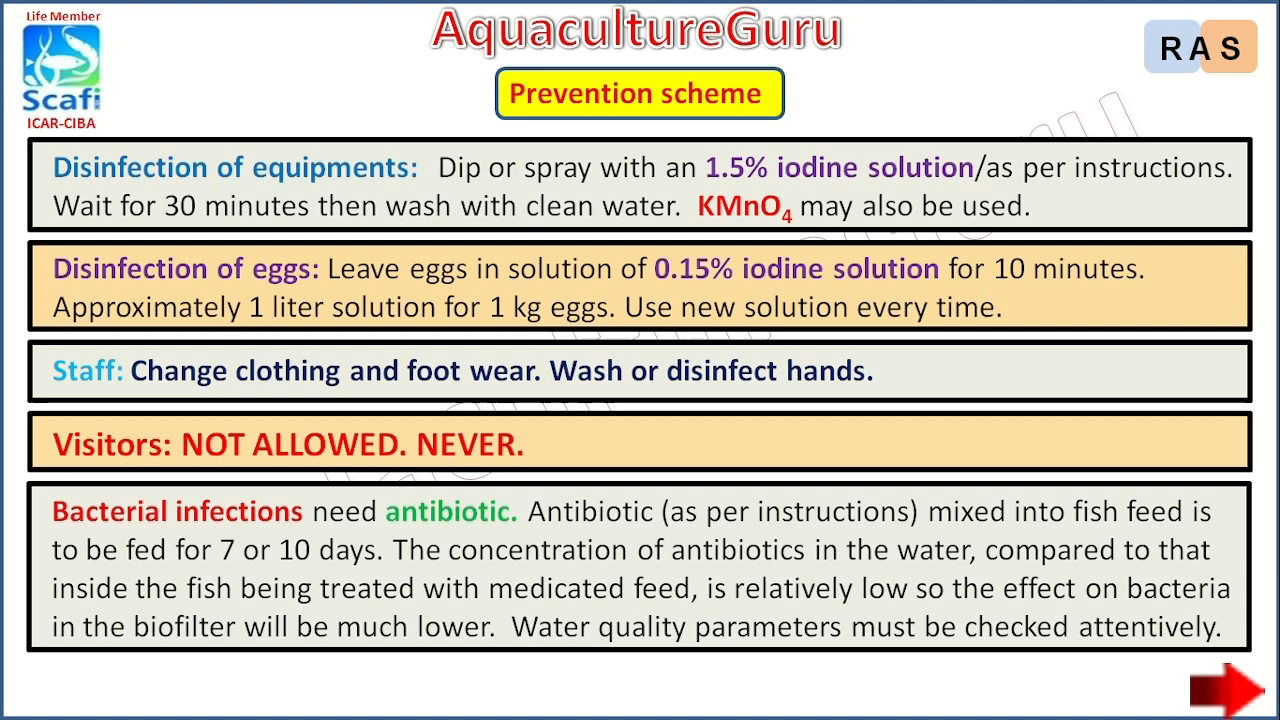 Life Member
AquacultureGuru
R A S
Scafi
ICAR-CIBA
Prevention scheme
Disinfection of equipments: Dip or spray with an 1.5% iodine solution/as per instructions.
Wait for 30 minutes then wash with clean water. KMnO4 may also be used.
Disinfection of eggs: Leave eggs in solution of 0.15% iodine solution for 10 minutes.
Approximately 1 liter solution for 1 kg eggs. Use new solution every time.
Staff: Change clothing and foot wear. Wash or disinfect hands.
Visitors: NOT ALLOWED. NEVER.
Bacterial infections need antibiotic. Antibiotic (as per instructions) mixed into fish feed is
to be fed for 7 or 10 days. The concentration of antibiotics in the water, compared to that
inside the fish being treated with medicated feed, is relatively low so the effect on bacteria
in the biofilter will be much lower. Water quality parameters must be checked attentively.